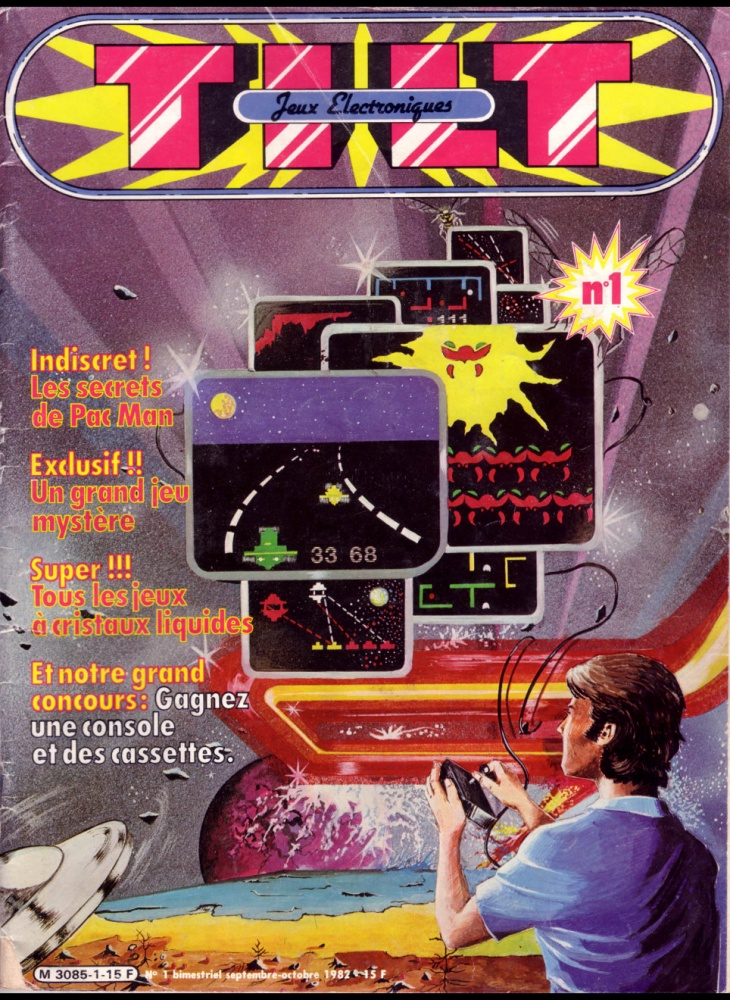 TILT
Jeux Electroniques
n°1
Indiscret !
Les secrets
de Pac Man
Exclusif !!
Un grand jeu
mystère
Super !!!
Tous les jeux
à cristaux liquides
Et notre grand
concours : Gagnez
une console
et des cassettes.
33 68
M 3085-1-15 F
N° 1 bimestriel septembre-octobre 1982 15 F